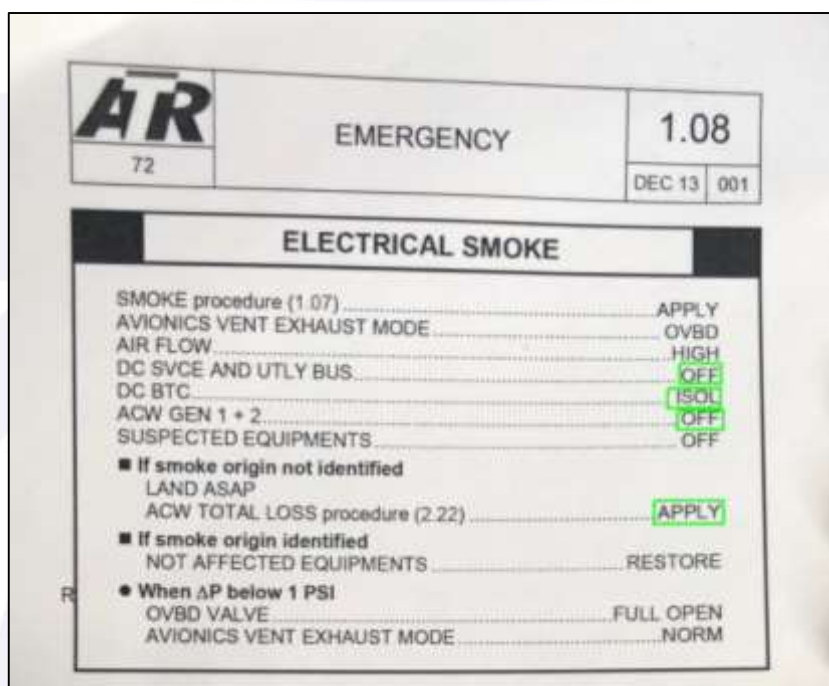 ATR
72
EMERGENCY
1.08
DEC 13 001
ELECTRICAL SMOKE
SMOKE procedure (1.07) APPLY
AVIONICS VENT EXHAUST MODE OVBD
AIR FLOW HIGH
DC SVCE AND UTLY BUS OFF
DC BTC ISOL
ACW GEN 1 + 2 OFF
SUSPECTED EQUIPMENTS OFF
■ If smoke origin not identified
LAND ASAP
ACW TOTAL LOSS procedure (2.22) APPLY
■ If smoke origin identified
NOT AFFECTED EQUIPMENTS RESTORE
R ● When ΔP below 1 PSI
OVBD VALVE FULL OPEN
AVIONICS VENT EXHAUST MODE NORM